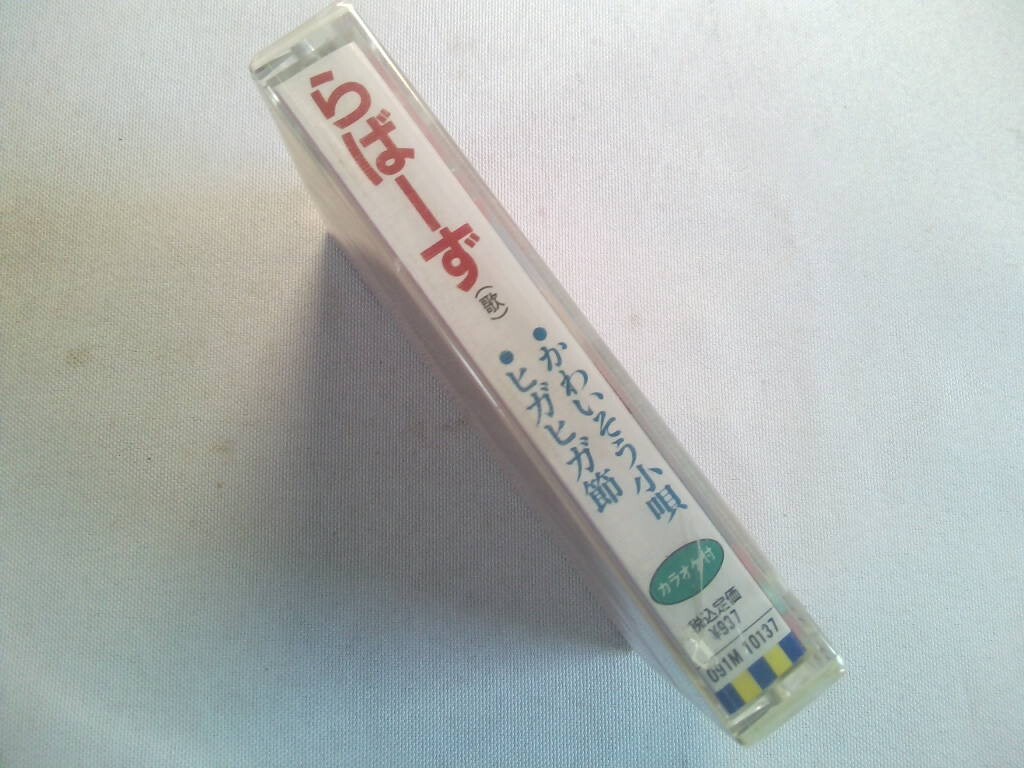 らばーず
(歌)
●かわいそう小唄
●ヒガヒガ節
カラオケ付
税込定価
¥937
091M 10137